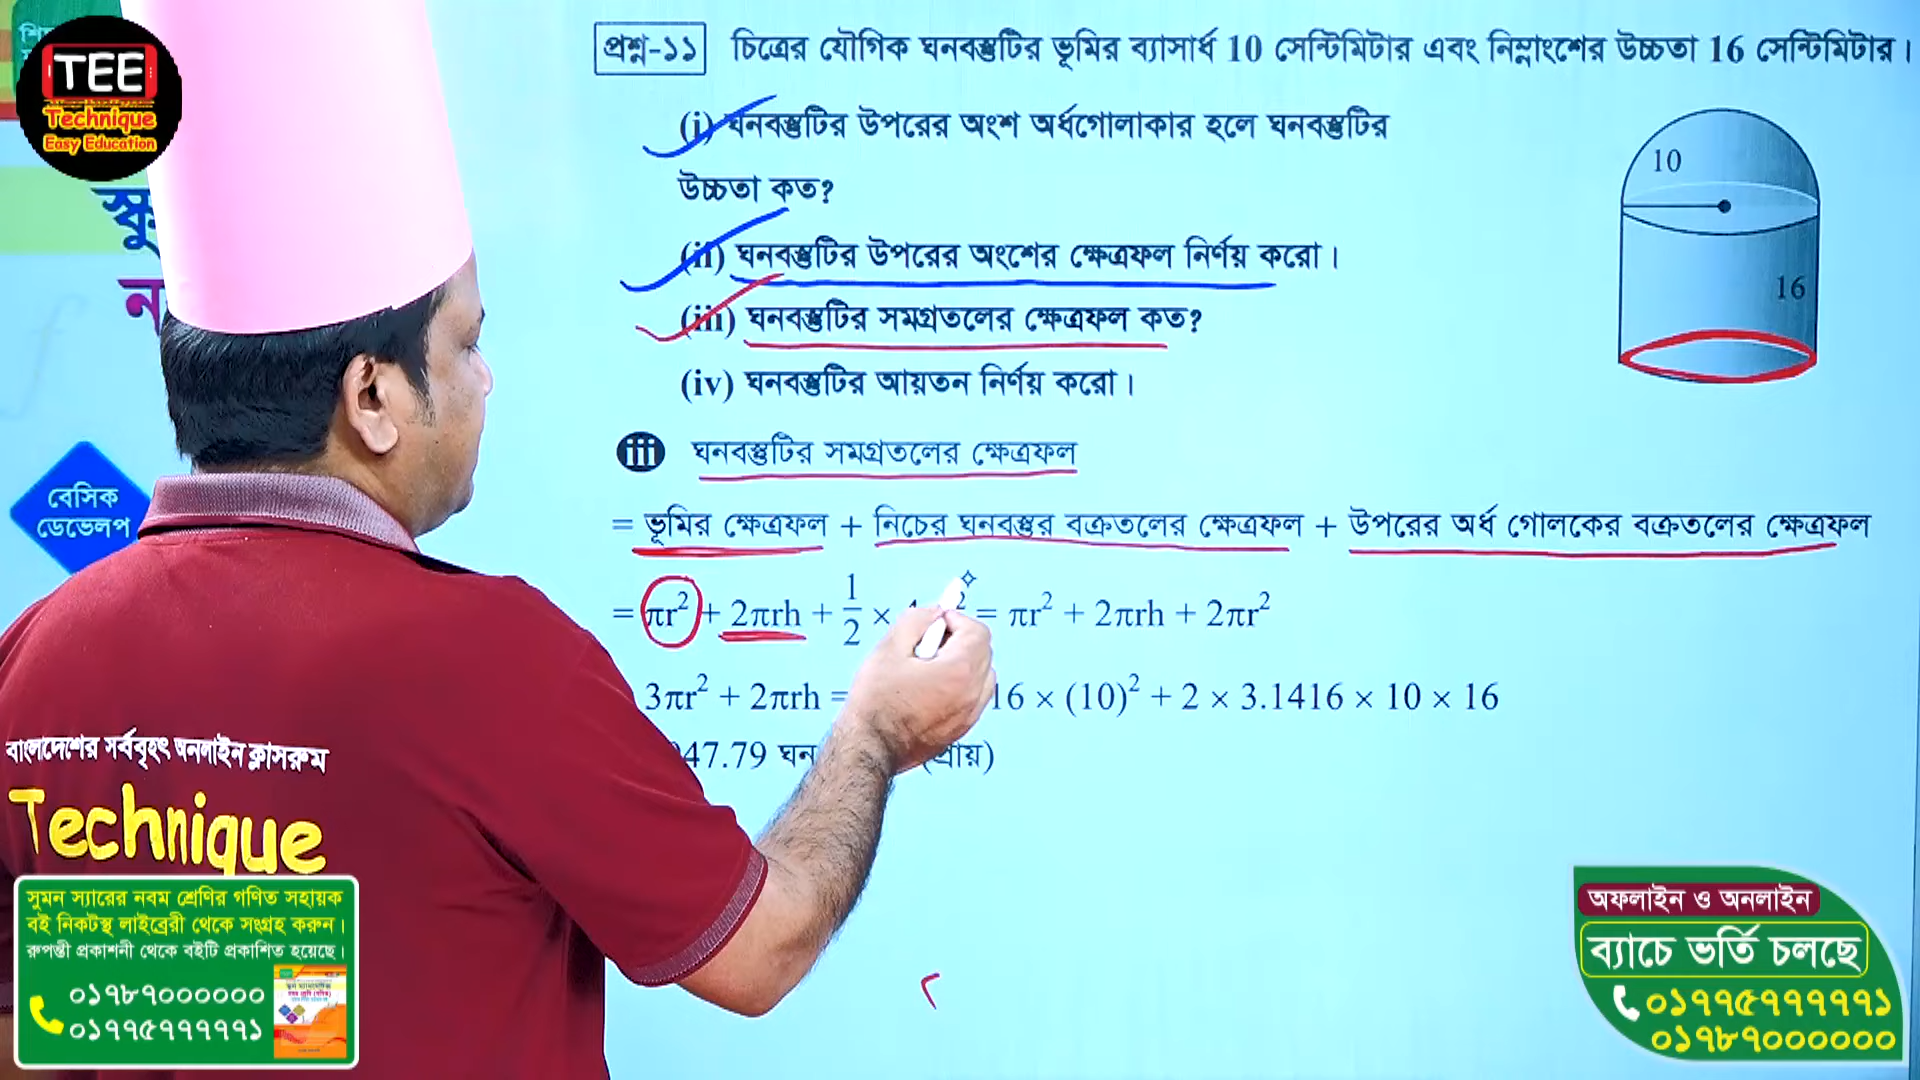 TEE
Technique
Easy Education
প্রশ্ন-১১ চিত্রের যৌগিক ঘনবস্তুটির ভূমির ব্যাসার্ধ 10 সেন্টিমিটার এবং নিম্নাংশের উচ্চতা 16 সেন্টিমিটার।
(i) ঘনবস্তুটির উপরের অংশ অর্ধগোলাকার হলে ঘনবস্তুটির
উচ্চতা কত?
(ii) ঘনবস্তুটির উপরের অংশের ক্ষেত্রফল নির্ণয় করো।
(iii) ঘনবস্তুটির সমগ্রতলের ক্ষেত্রফল কত?
(iv) ঘনবস্তুটির আয়তন নির্ণয় করো।
10
16
iii ঘনবস্তুটির সমগ্রতলের ক্ষেত্রফল
= ভূমির ক্ষেত্রফল + নিচের ঘনবস্তুর বক্রতলের ক্ষেত্রফল + উপরের অর্ধ গোলকের বক্রতলের ক্ষেত্রফল
= πr² + 2πrh + 1/2 × = πr² + 2πrh + 2πr²
3πr² + 2πrh = 16 × (10)² + 2 × 3.1416 × 10 × 16
47.79 (প্রায়)
বেসিক
ডেভেলপ
বাংলাদেশের সর্ববৃহৎ অনলাইন ক্লাসরুম
Technique
সুমন স্যারের নবম শ্রেণির গণিত সহায়ক
বই নিকটস্থ লাইব্রেরী থেকে সংগ্রহ করুন।
রুপন্তী প্রকাশনী থেকে বইটি প্রকাশিত হয়েছে।
০১৭৮৭০০০০০০
০১৭৭৫৭৭৭৭৭১
অফলাইন ও অনলাইন
ব্যাচে ভর্তি চলছে
০১৭৭৫৭৭৭৭৭১
০১৭৮৭০০০০০০